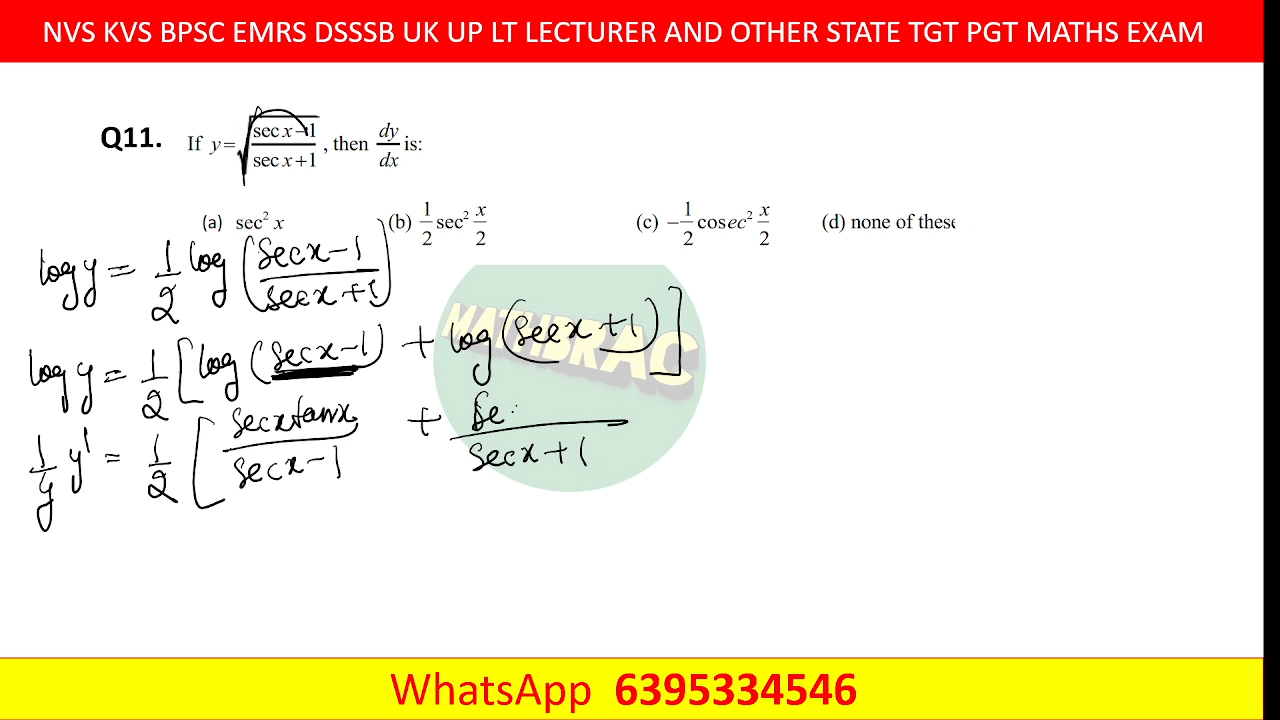 NVS KVS BPSC EMRS DSSSB UK UP LT LECTURER AND OTHER STATE TGT PGT MATHS EXAM
Q11. If y=√((sec x−1)/(sec x+1)), then dy/dx is:
(a) sec² x (b) 1/2 sec² x/2 (c) −1/2 cosec² x/2 (d) none of these
log y = 1/2 log ((sec x − 1)/(sec x + 1))
log y = 1/2 [log (sec x − 1) + log (sec x + 1)]
1/y y' = 1/2 [ (sec x tan x)/(sec x − 1) + (Se)/(sec x + 1)
MATHBRAC
WhatsApp 6395334546